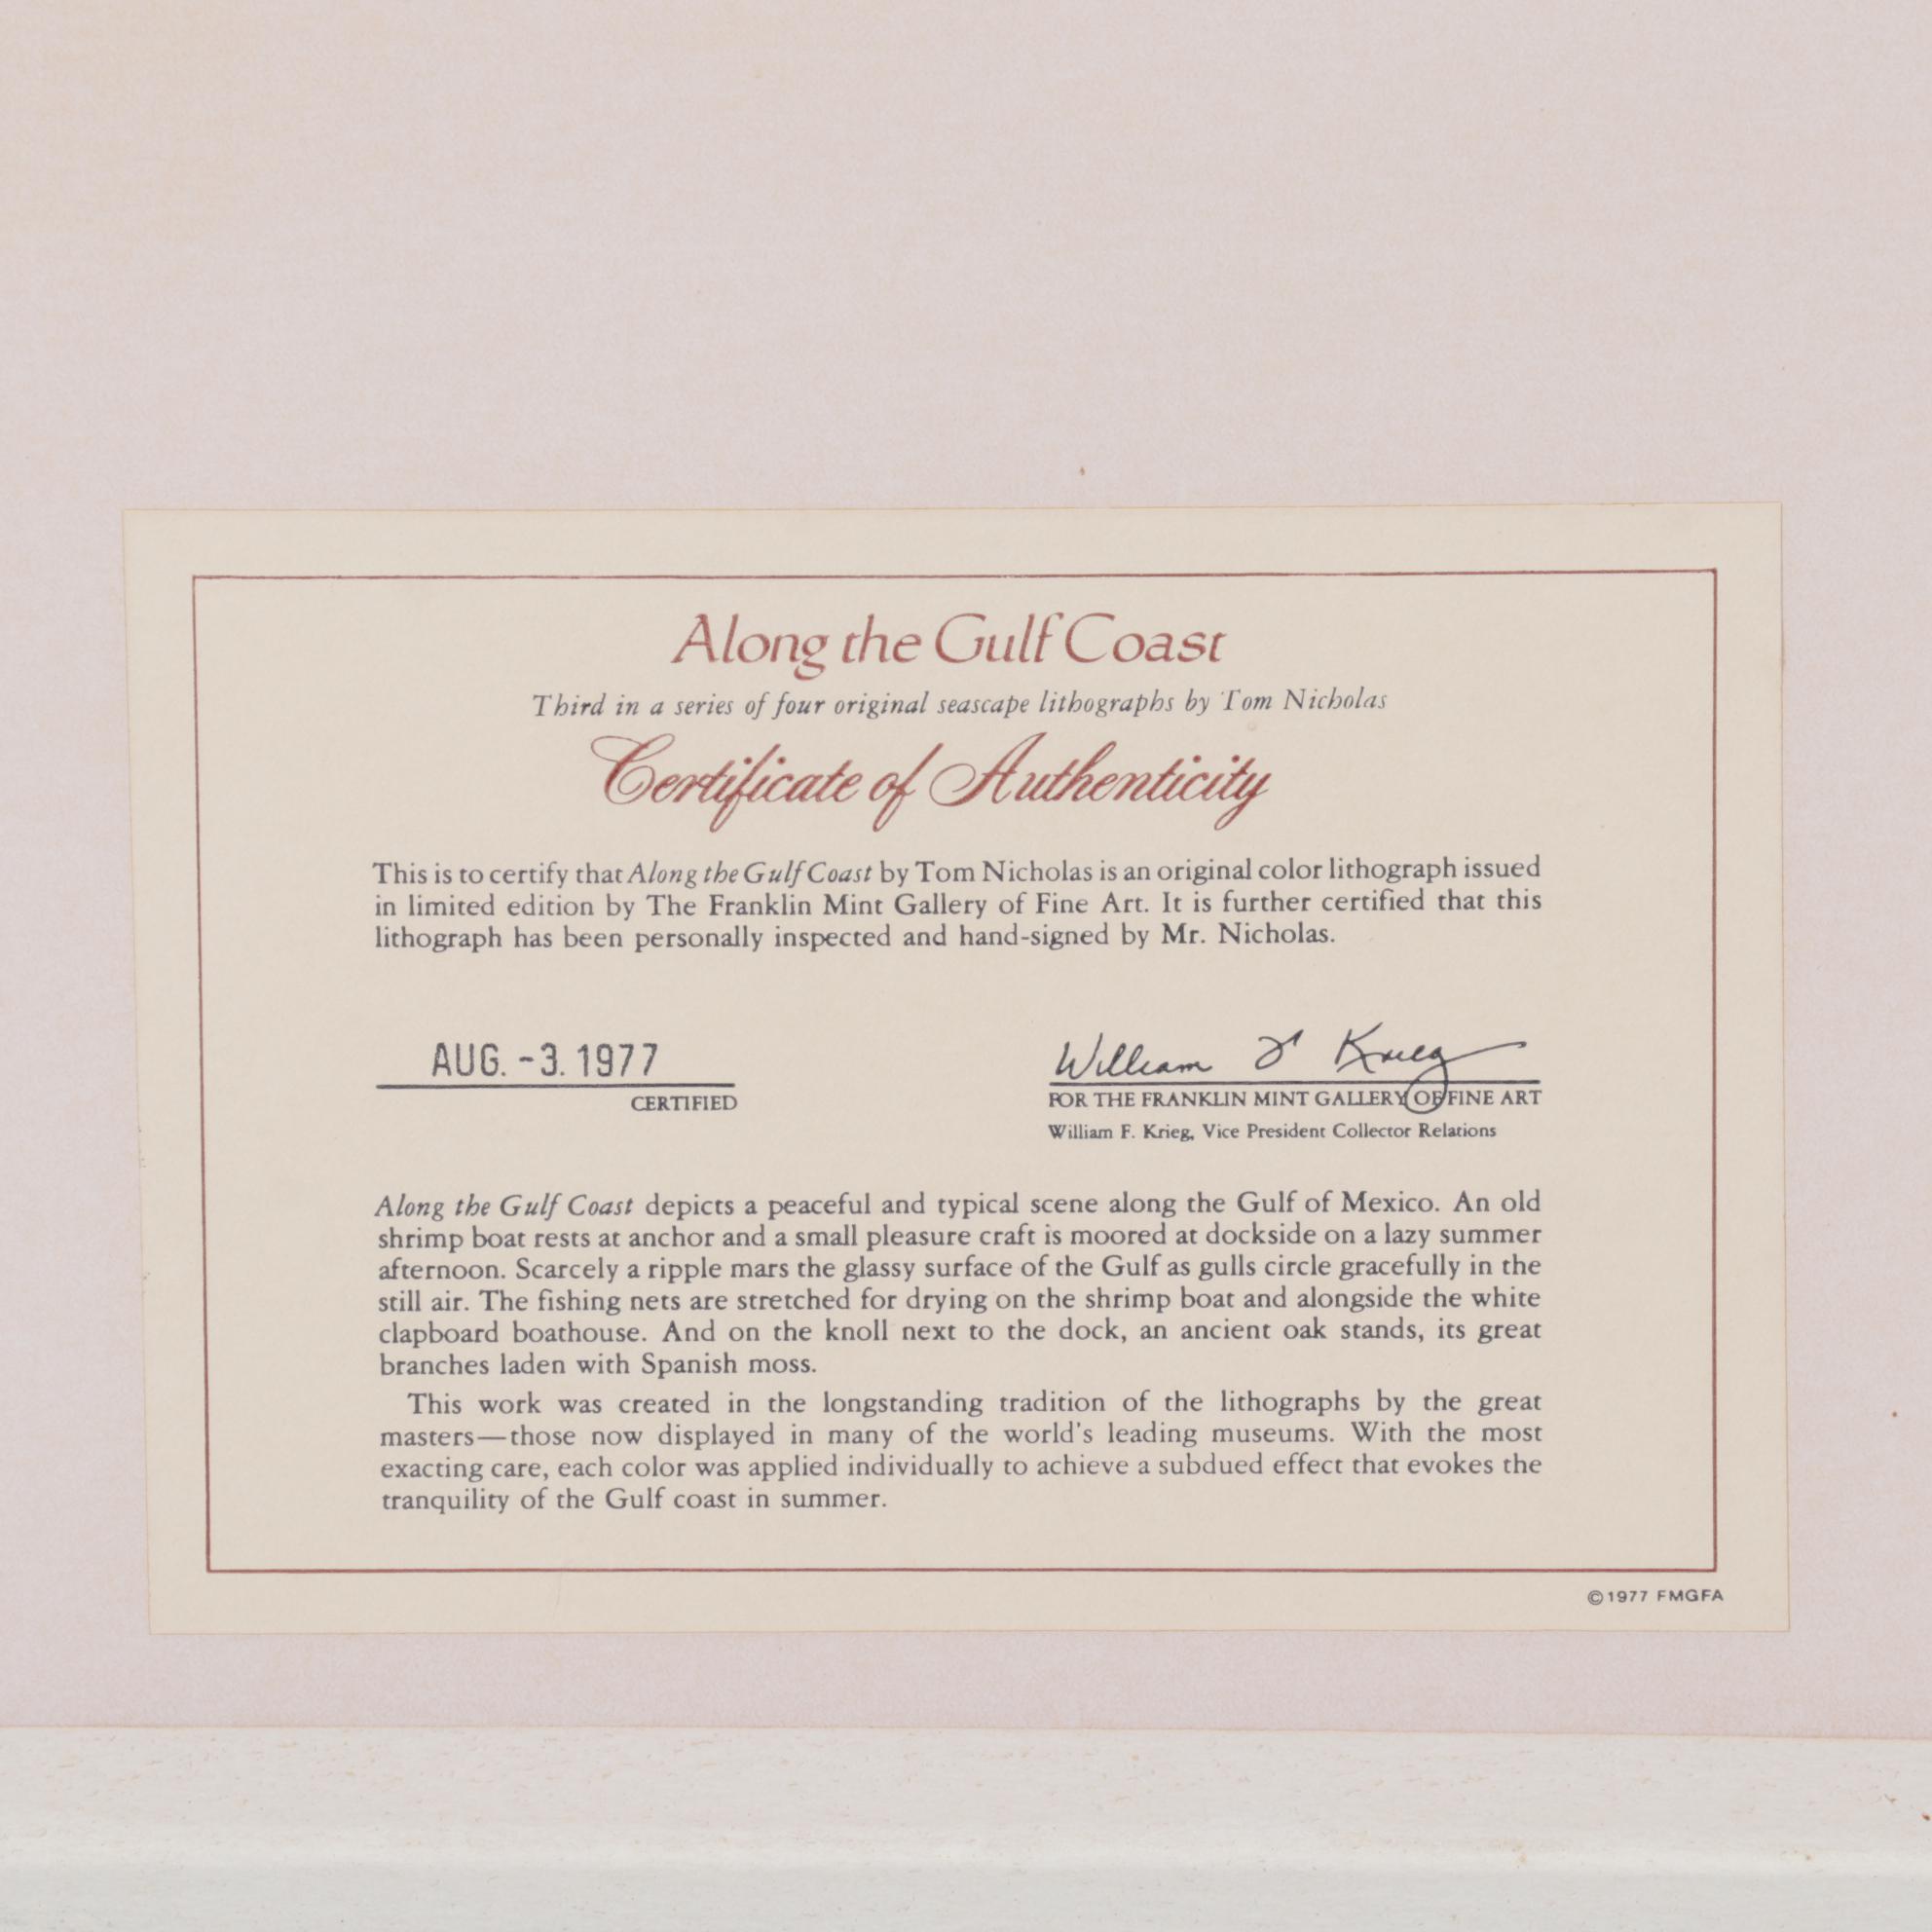 Along the Gulf Coast
Third in a series of four original seascape lithographs by Tom Nicholas
Certificate of Authenticity
This is to certify that Along the Gulf Coast by Tom Nicholas is an original color lithograph issued
in limited edition by The Franklin Mint Gallery of Fine Art. It is further certified that this
lithograph has been personally inspected and hand-signed by Mr. Nicholas.
AUG. -3. 1977
CERTIFIED
William F Krieg
FOR THE FRANKLIN MINT GALLERY OF FINE ART
William F. Krieg, Vice President Collector Relations
Along the Gulf Coast depicts a peaceful and typical scene along the Gulf of Mexico. An old
shrimp boat rests at anchor and a small pleasure craft is moored at dockside on a lazy summer
afternoon. Scarcely a ripple mars the glassy surface of the Gulf as gulls circle gracefully in the
still air. The fishing nets are stretched for drying on the shrimp boat and alongside the white
clapboard boathouse. And on the knoll next to the dock, an ancient oak stands, its great
branches laden with Spanish moss.
This work was created in the longstanding tradition of the lithographs by the great
masters—those now displayed in many of the world's leading museums. With the most
exacting care, each color was applied individually to achieve a subdued effect that evokes the
tranquility of the Gulf coast in summer.
©1977 FMGFA